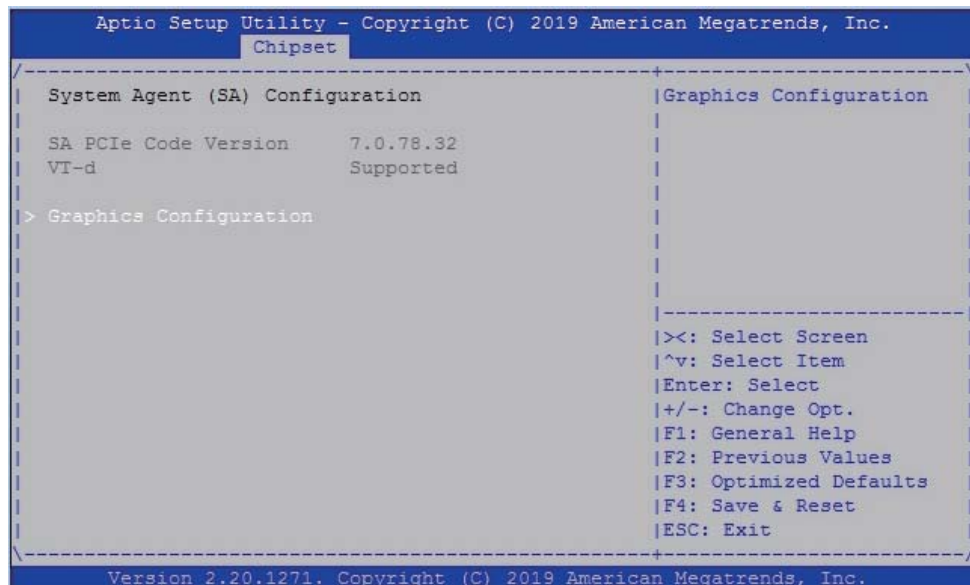 Aptio Setup Utility - Copyright (C) 2019 American Megatrends, Inc.
Chipset
System Agent (SA) Configuration
SA PCIe Code Version 7.0.78.32
VT-d Supported
> Graphics Configuration
Graphics Configuration
><: Select Screen
^v: Select Item
Enter: Select
+/-: Change Opt.
F1: General Help
F2: Previous Values
F3: Optimized Defaults
F4: Save & Reset
ESC: Exit
Version 2.20.1271. Copyright (C) 2019 American Megatrends, Inc.